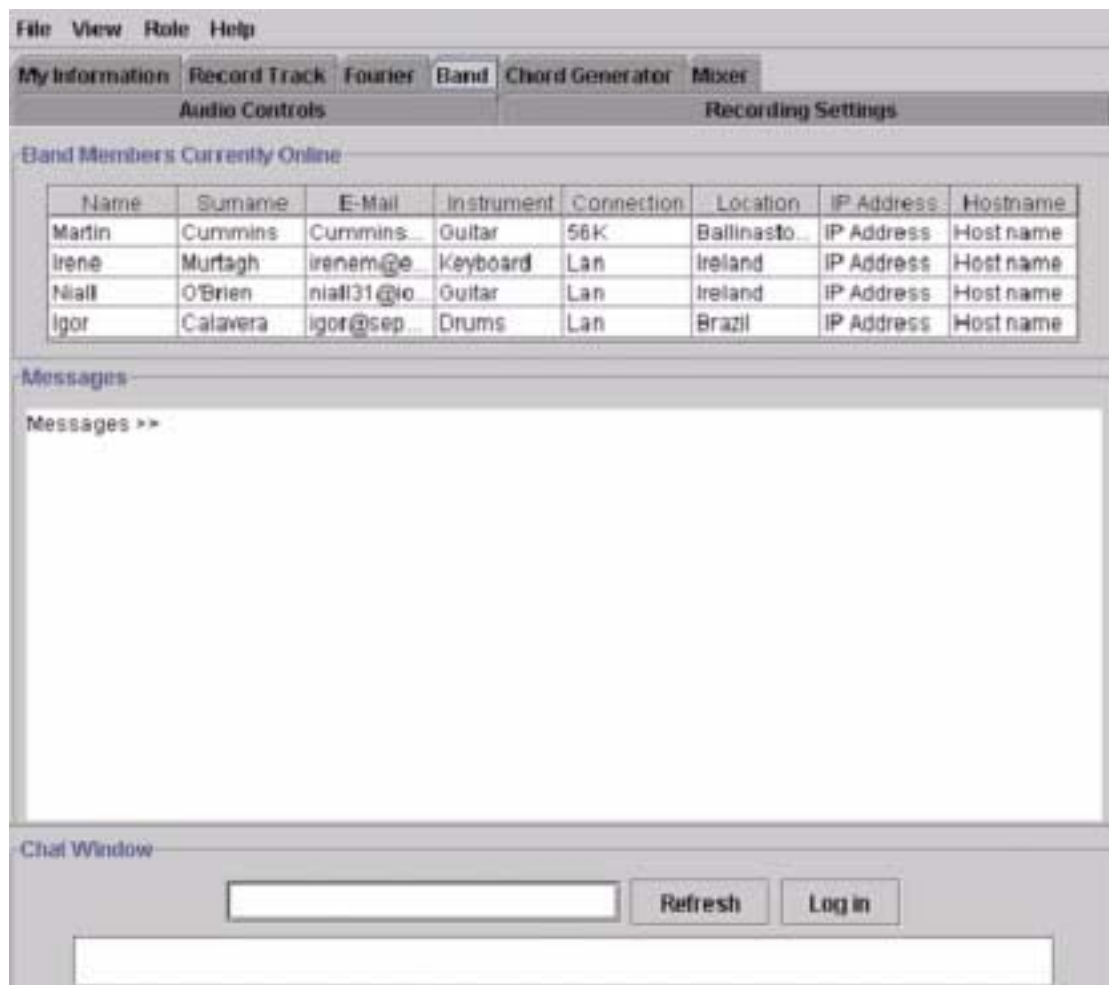 File View Role Help
My Information Record Track Fourier Band Chord Generator Mixer
Audio Controls Recording Settings
Band Members Currently Online
Name Surname E-Mail Instrument Connection Location IP Address Hostname
Martin Cummins Cummins... Guitar 56K Ballinasto... IP Address Host name
Irene Murtagh irenem@e... Keyboard Lan Ireland IP Address Host name
Niall O'Brien niall31@io... Guitar Lan Ireland IP Address Host name
Igor Calavera igor@sep... Drums Lan Brazil IP Address Host name
Messages
Messages >>
Chat Window
Refresh Log in